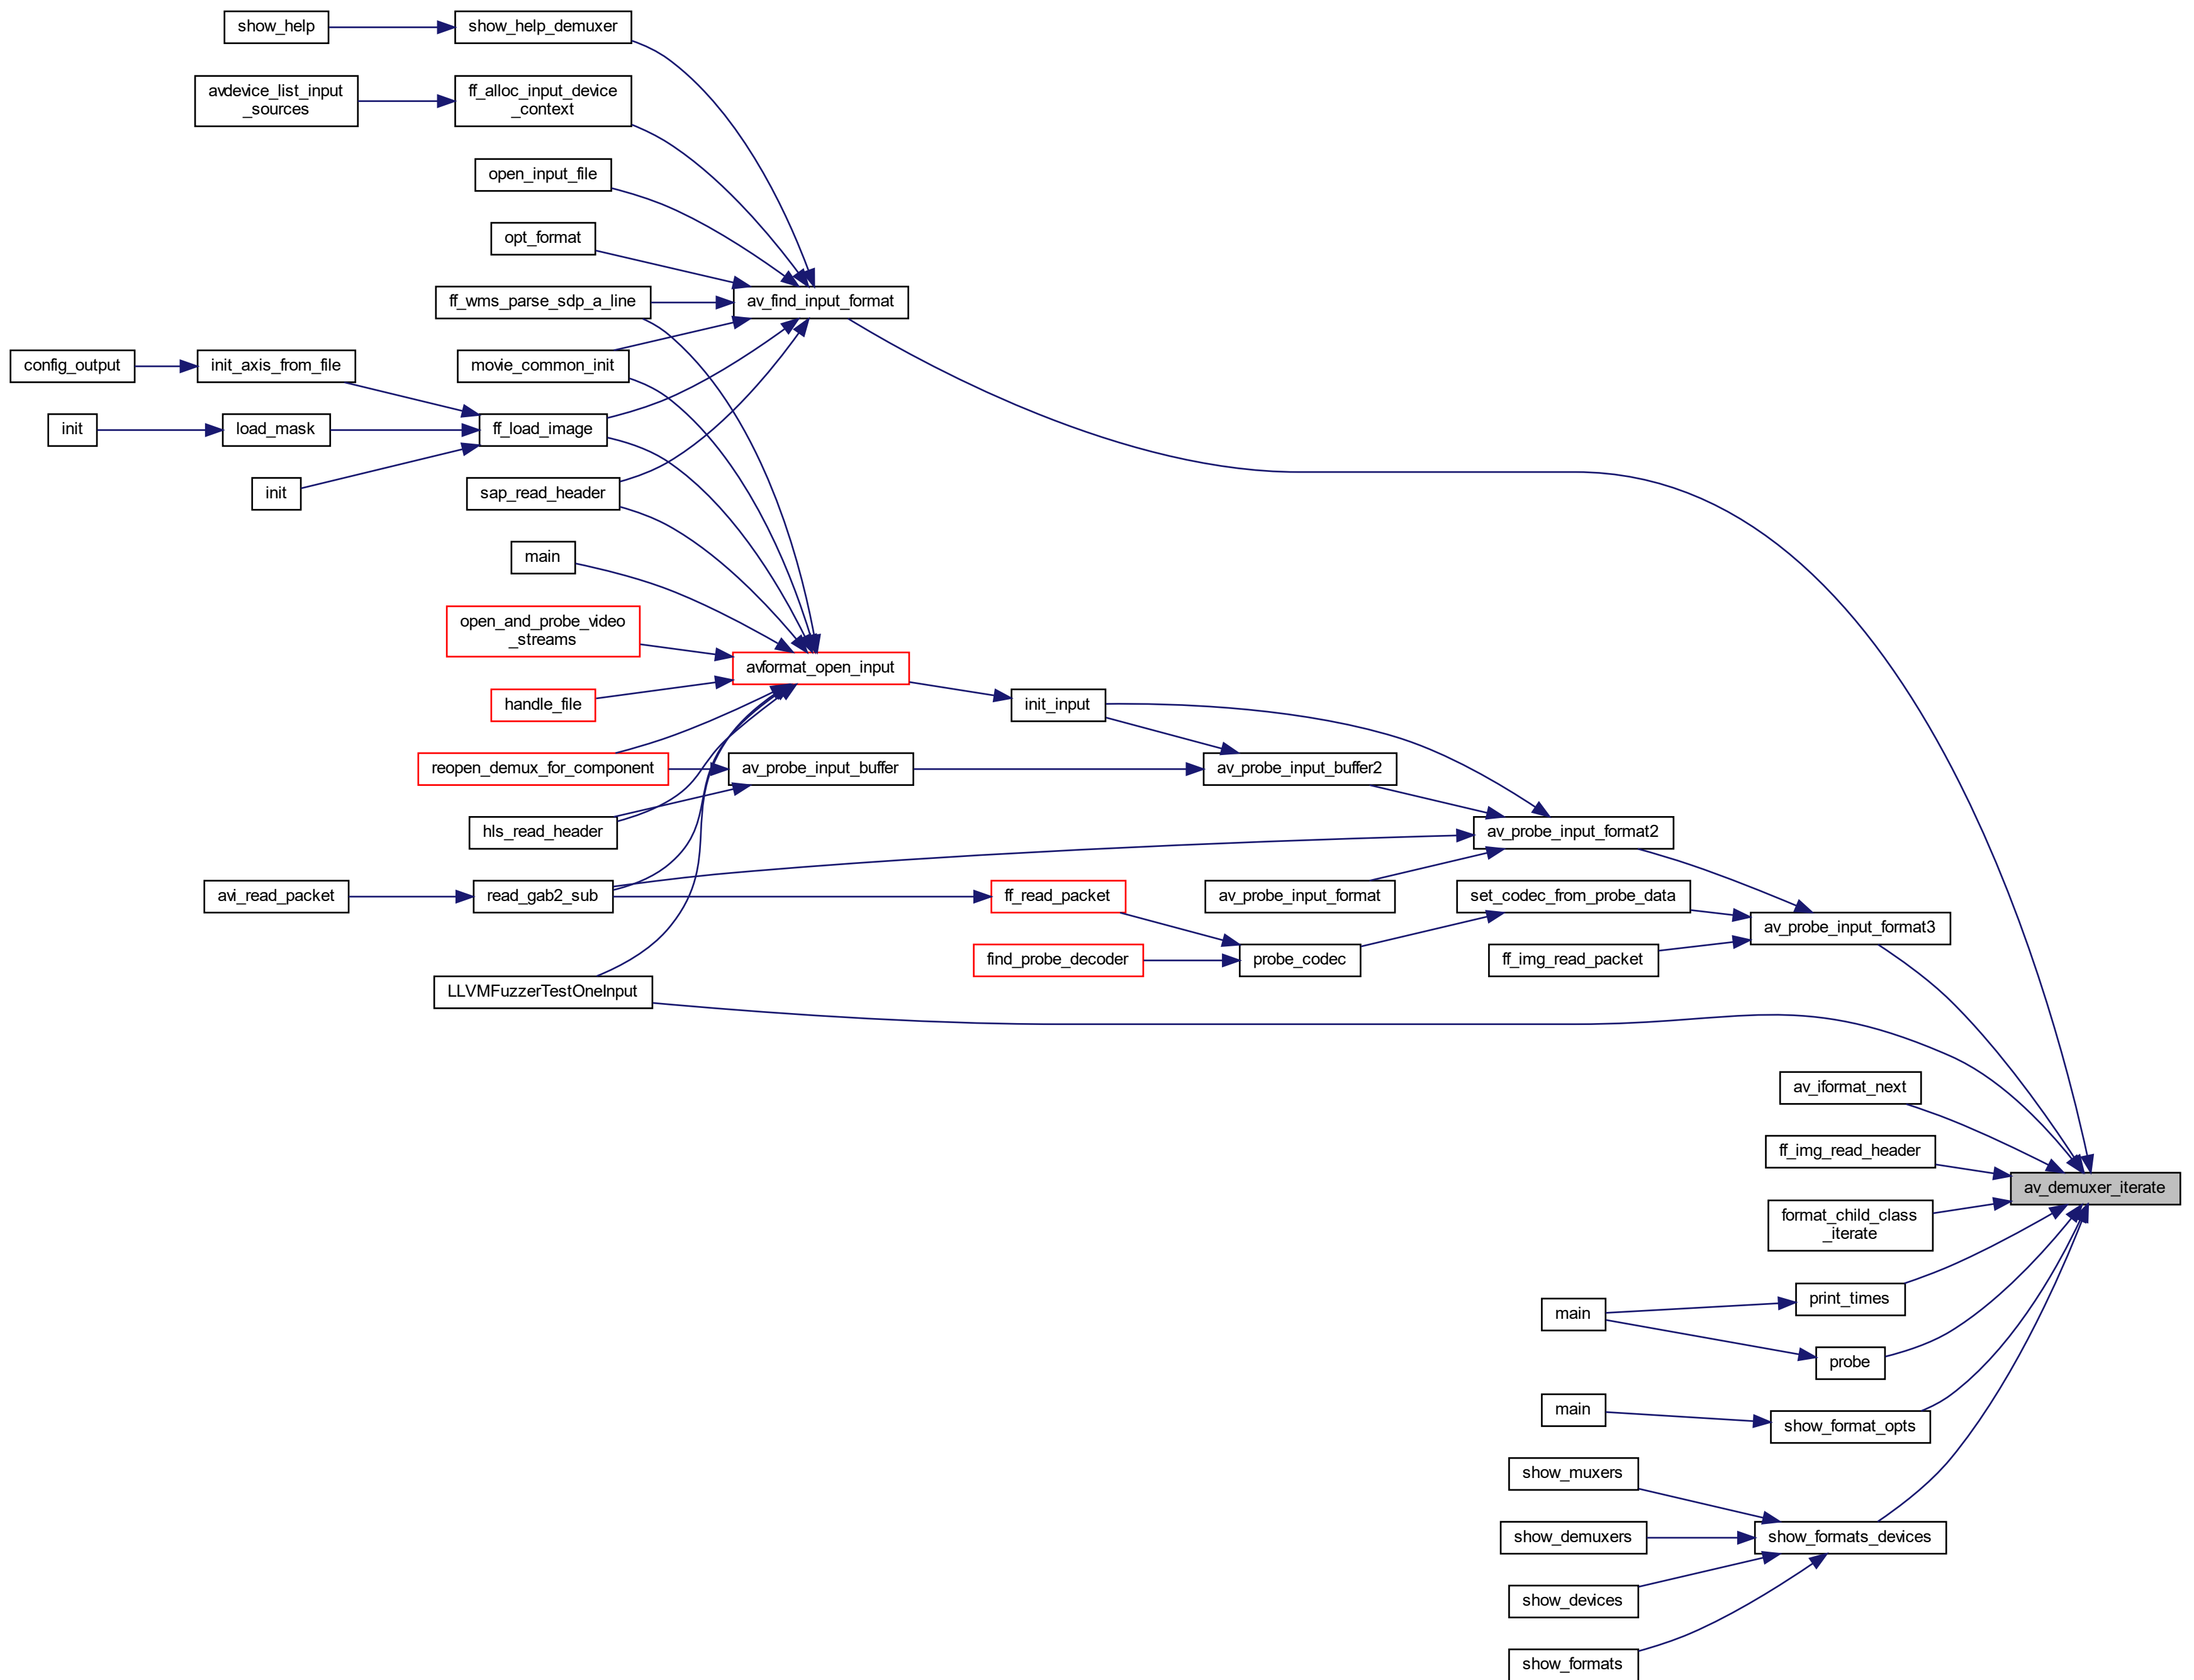 show_help
show_help_demuxer
avdevice_list_input
_sources
ff_alloc_input_device
_context
open_input_file
opt_format
ff_wms_parse_sdp_a_line
av_find_input_format
config_output
init_axis_from_file
movie_common_init
init
load_mask
ff_load_image
init
sap_read_header
main
open_and_probe_video
_streams
avformat_open_input
handle_file
init_input
reopen_demux_for_component
av_probe_input_buffer
av_probe_input_buffer2
hls_read_header
av_probe_input_format2
avi_read_packet
read_gab2_sub
ff_read_packet
av_probe_input_format
set_codec_from_probe_data
av_probe_input_format3
find_probe_decoder
probe_codec
ff_img_read_packet
LLVMFuzzerTestOneInput
av_iformat_next
ff_img_read_header
av_demuxer_iterate
format_child_class
_iterate
print_times
main
probe
main
show_format_opts
show_muxers
show_demuxers
show_formats_devices
show_devices
show_formats